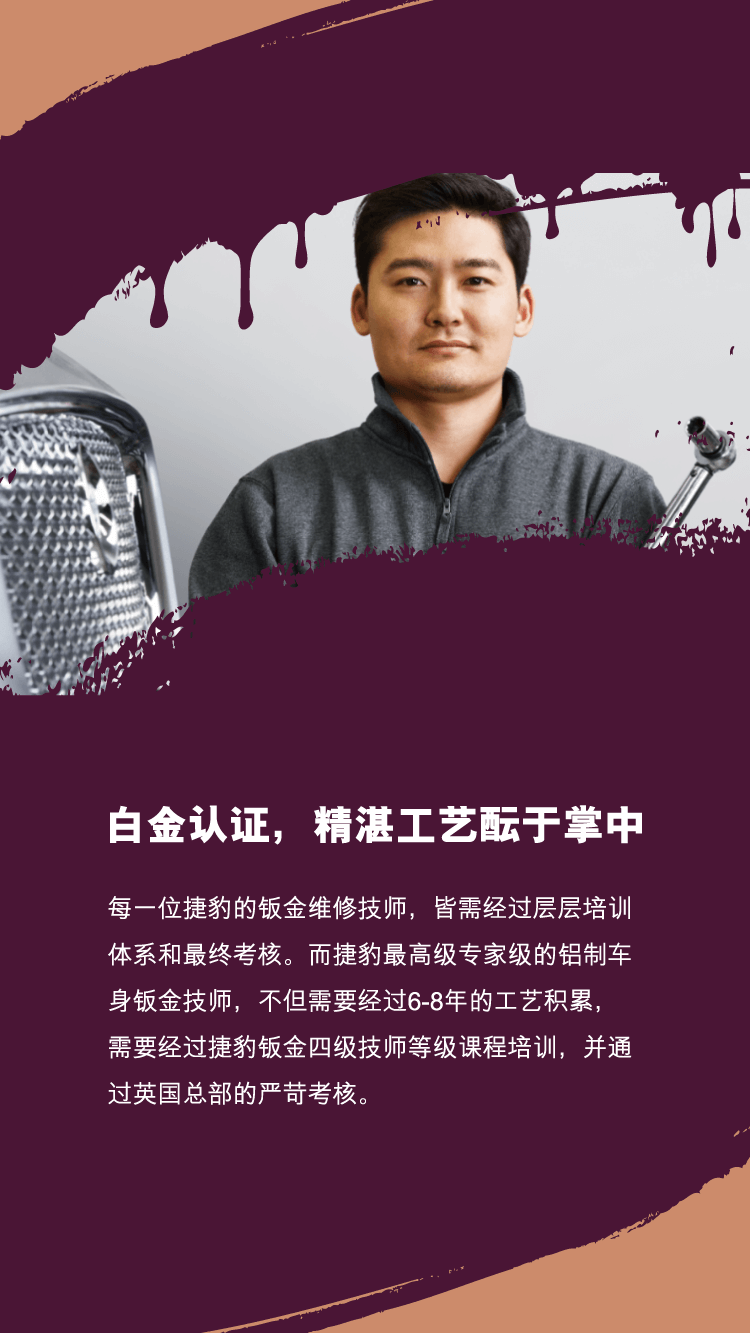 白金认证，精湛工艺酝于掌中
每一位捷豹的钣金维修技师，皆需经过层层培训
体系和最终考核。而捷豹最高级专家级的铝制车
身钣金技师，不但需要经过6-8年的工艺积累，
需要经过捷豹钣金四级技师等级课程培训，并通
过英国总部的严苛考核。